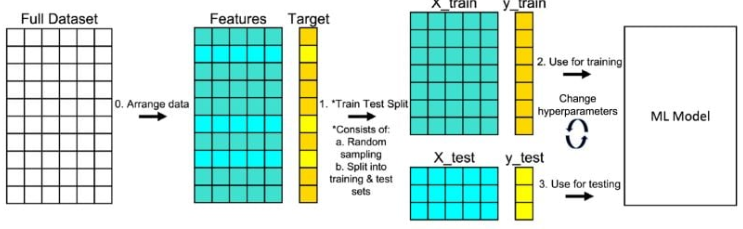 Full Dataset
Features
Target
X_train
y_train
0. Arrange data
1. *Train Test Split
*Consists of:
a. Random
sampling
b. Split into
training & test
sets
2. Use for training
Change
hyperparameters
ML Model
X_test
y_test
3. Use for testing